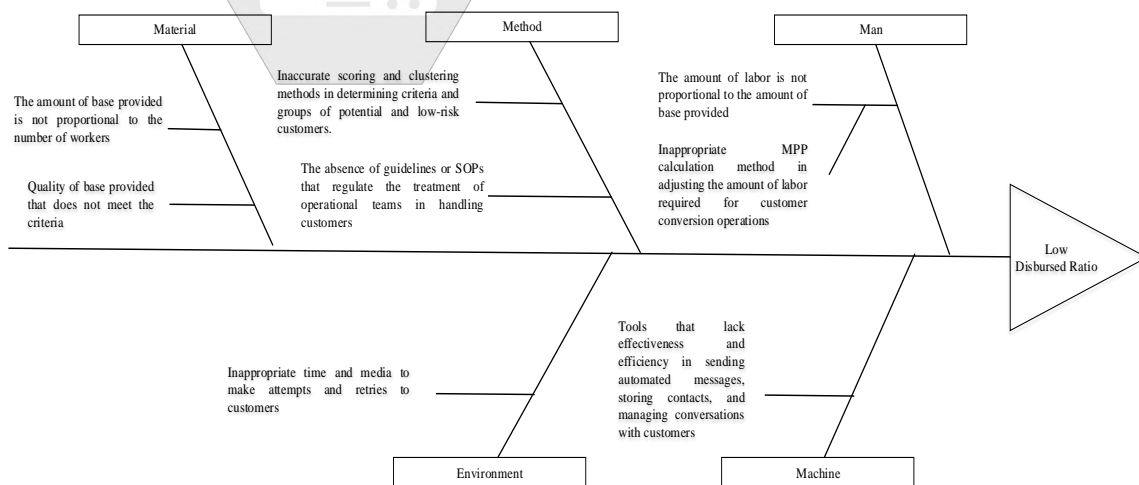 Material
Method
Man
The amount of base provided
is not proportional to the
number of workers
Quality of base provided
that does not meet the
criteria
Inaccurate scoring and clustering
methods in determining criteria and
groups of potential and low-risk
customers.
The absence of guidelines or SOPs
that regulate the treatment of
operational teams in handling
customers
The amount of labor is not
proportional to the amount of
base provided
Inappropriate MPP
calculation method in
adjusting the amount of labor
required for customer
conversion operations
Low
Disbursed Ratio
Inappropriate time and media to
make attempts and retries to
customers
Tools that lack
effectiveness and
efficiency in sending
automated messages,
storing contacts, and
managing conversations
with customers
Environment
Machine